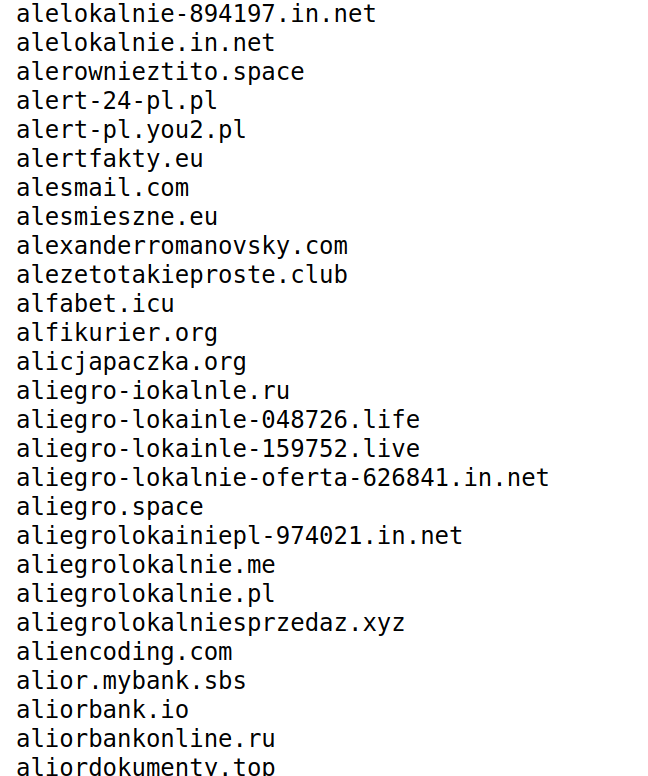 alelokalnie-894197.in.net
alelokalnie.in.net
alerownieztito.space
alert-24-pl.pl
alert-pl.you2.pl
alertfakty.eu
alesmail.com
alesmieszne.eu
alexanderromanovsky.com
alezetotakieproste.club
alfabet.icu
alfikurier.org
alicjapaczka.org
aliegro-iokalnle.ru
aliegro-lokainle-048726.life
aliegro-lokainle-159752.live
aliegro-lokalnie-oferta-626841.in.net
aliegro.space
aliegrolokainiepl-974021.in.net
aliegrolokalnie.me
aliegrolokalnie.pl
aliegrolokalniesprzedaz.xyz
aliencoding.com
alior.mybank.sbs
aliorbank.io
aliorbankonline.ru
aliordokumenty.top